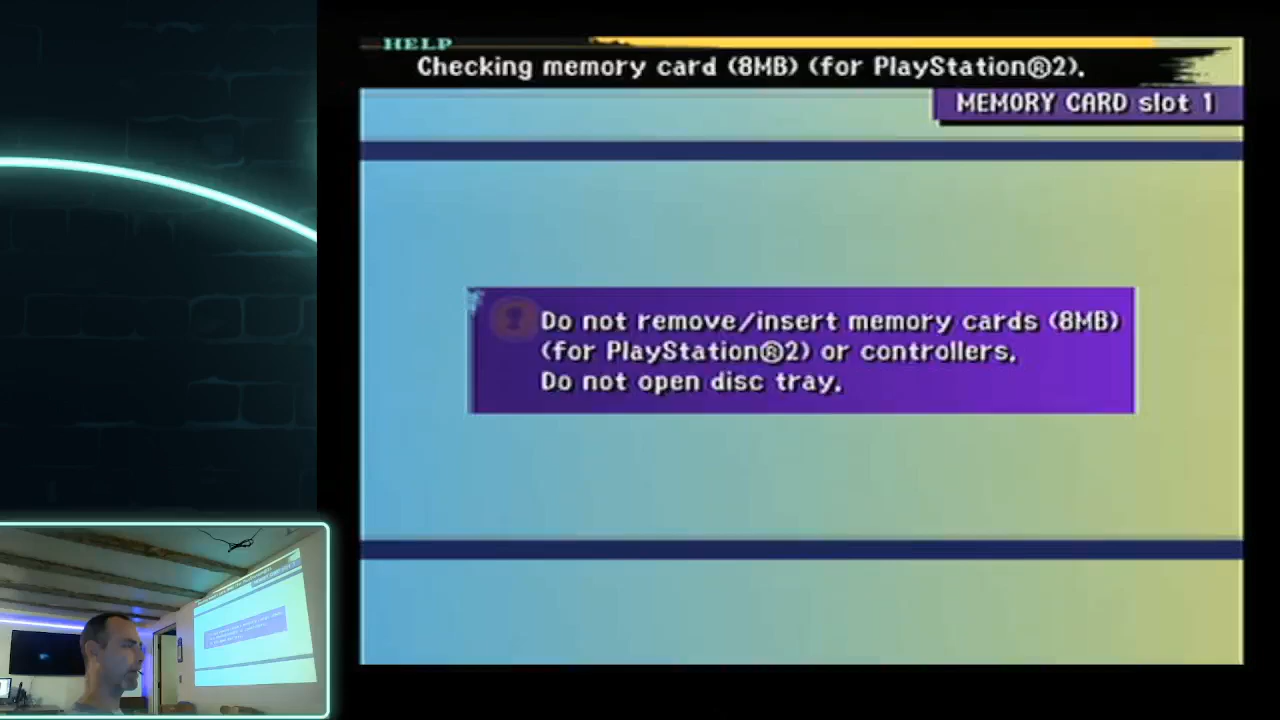 HELP
Checking memory card (8MB) (for PlayStation®2).
MEMORY CARD slot 1
Do not remove/insert memory cards (8MB)
(for PlayStation®2) or controllers.
Do not open disc tray.